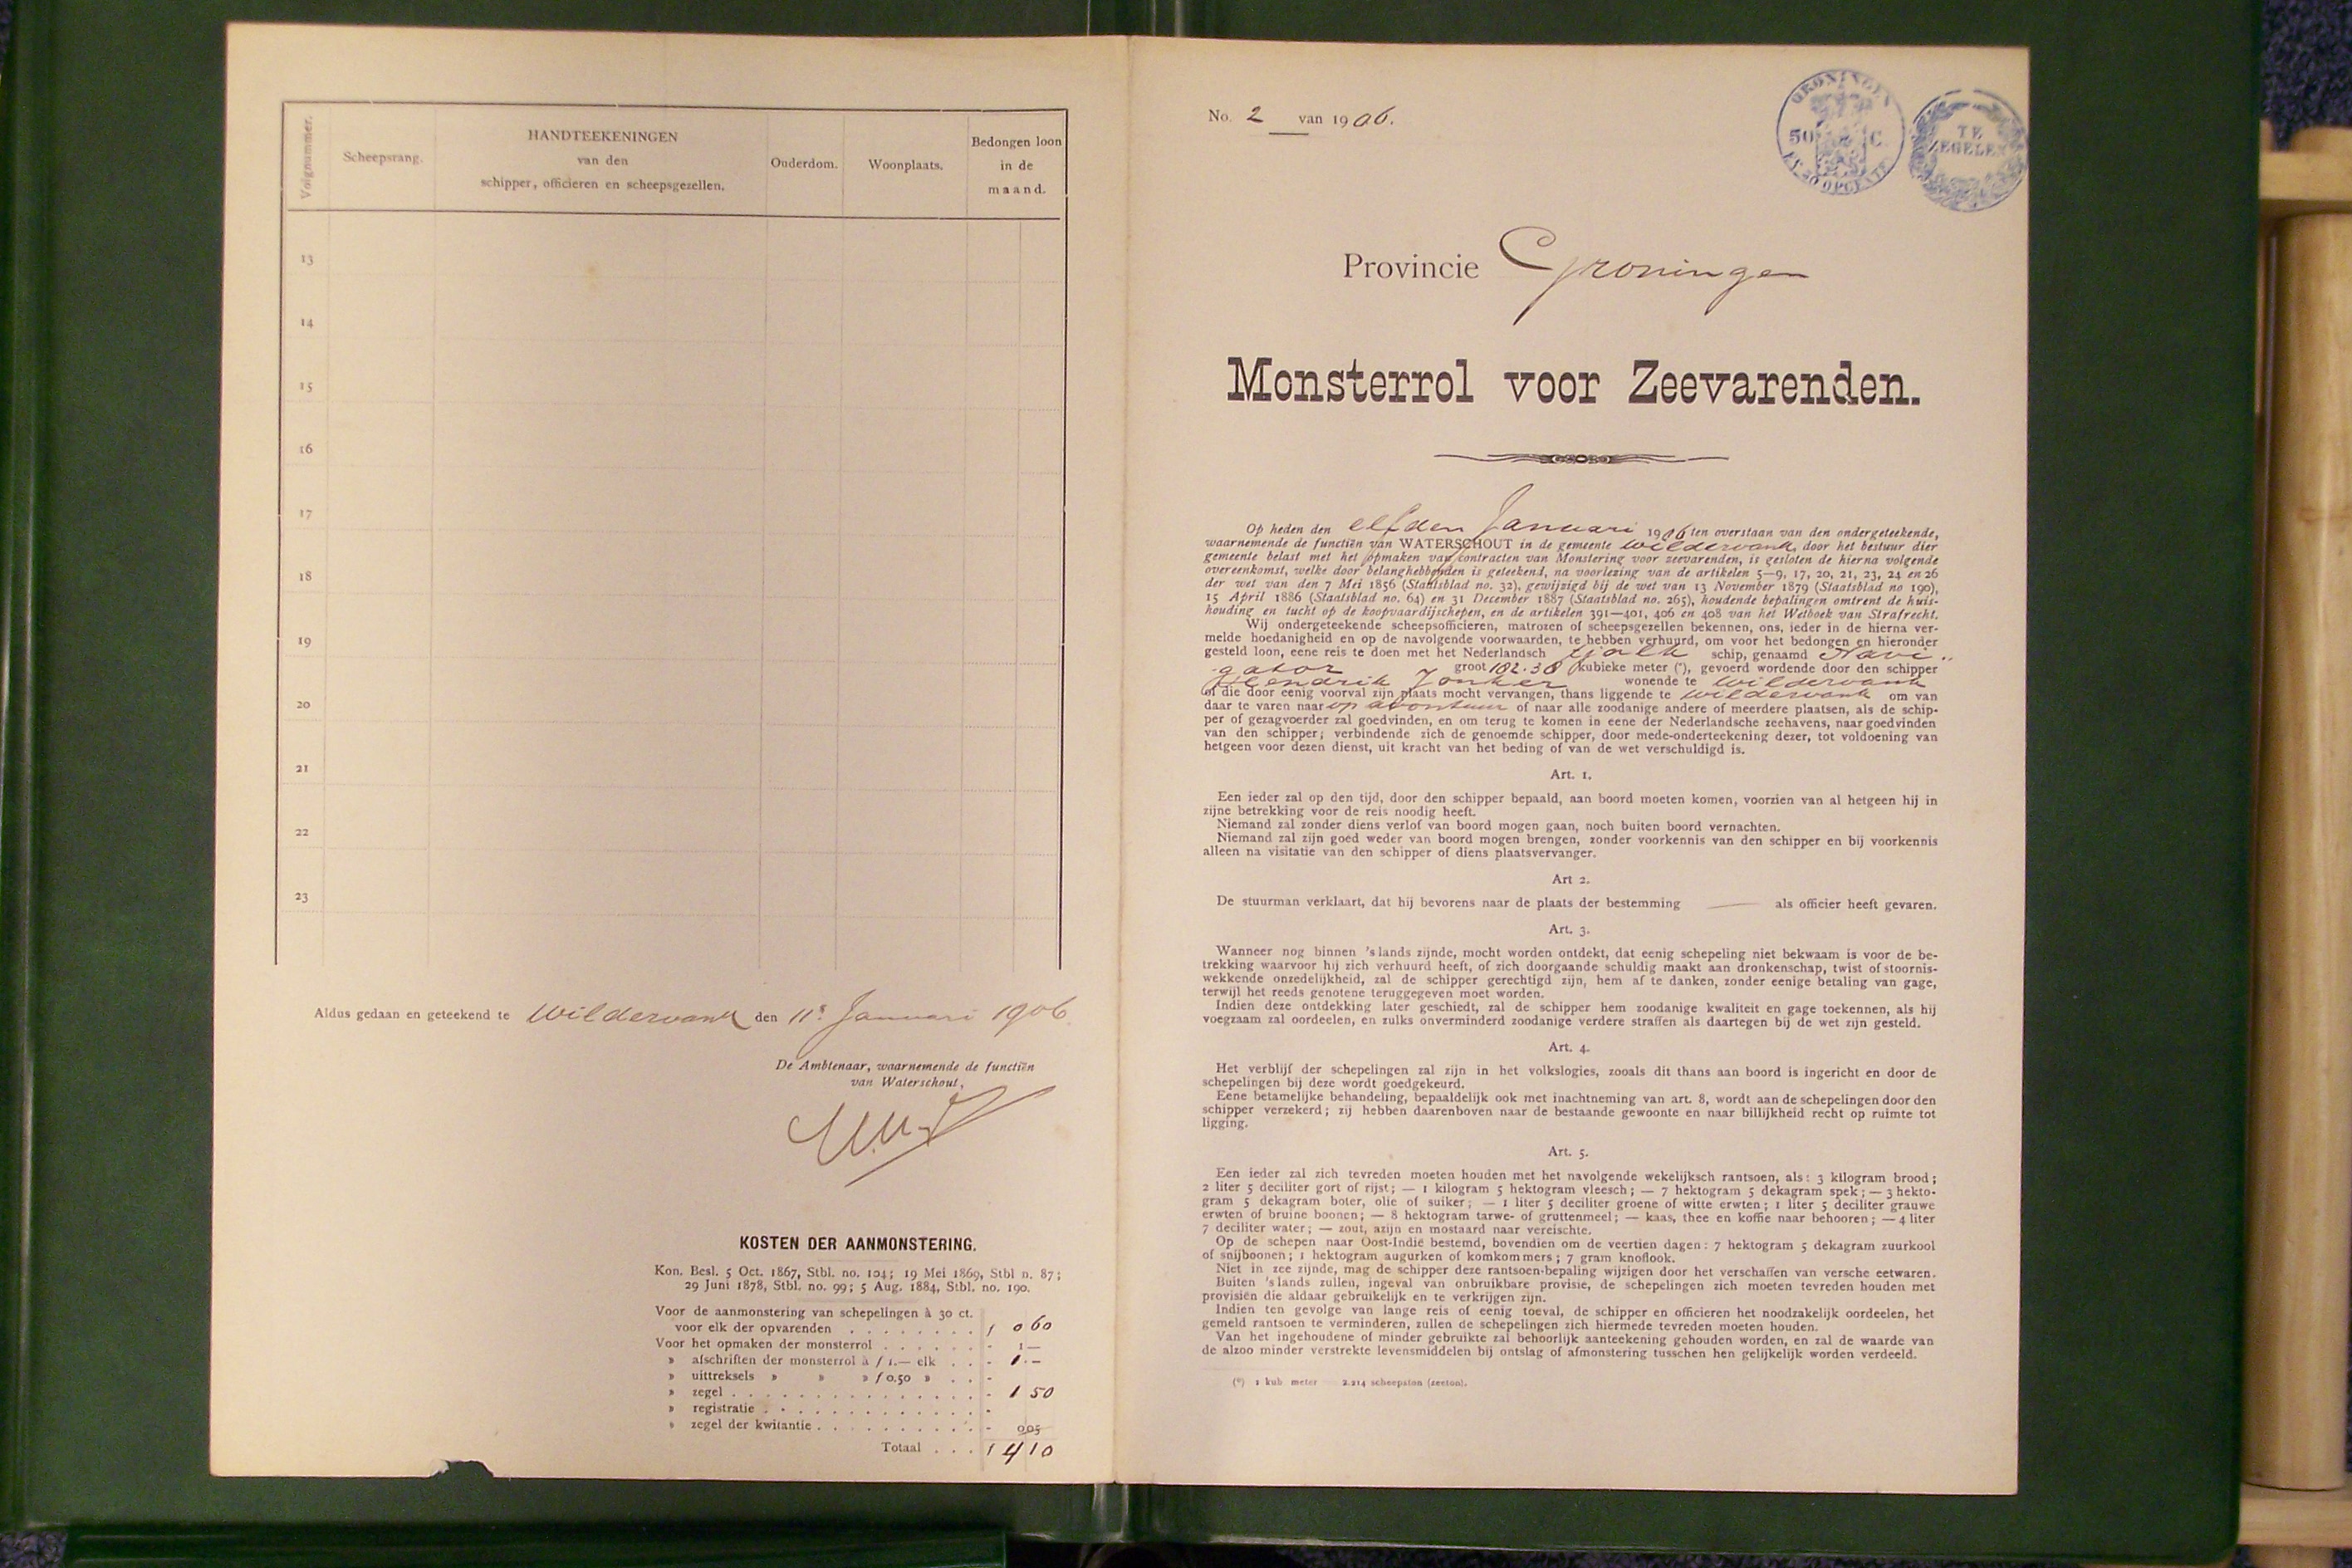 Volgnummer.
Scheepsrang.
HANDTEEKENINGEN
van den
schipper, officieren en scheepsgezellen.
Ouderdom.
Woonplaats.
Bedongen loon
in de
maand.
13
14
15
16
17
18
19
20
21
22
23
Aldus gedaan en geteekend te Wildervank den 11e Januari 1906
De Ambtenaar, waarnemende de functiën
van Waterschout,
KOSTEN DER AANMONSTERING.
Kon. Besl. 5 Oct. 1867, Stbl. no. 104; 19 Mei 1869, Stbl n. 87;
29 Juni 1878, Stbl. no. 99; 5 Aug. 1884, Stbl. no. 190.
Voor de aanmonstering van schepelingen à 30 ct.
voor elk der opvarenden . . . . . . . . f 0 60
Voor het opmaken der monsterrol . . . . . . - 1 —
» afschriften der monsterrol à f 1.— elk . . - 1 . –
» uittreksels » » » f 0.50 » . . -
» zegel . . . . . . . . . . . . . . . - 1 50
» registratie . . . . . . . . . . . . . -
» zegel der kwitantie . . . . . . . . . . - 005
Totaal . . . f 4 10
No. 2 van 1906.
GRONINGEN
50 C.
EN 50 OPCENTEN
TE
ZEGELEN
Provincie Groningen
Monsterrol voor Zeevarenden.
Op heden den elfden Januari 1906 ten overstaan van den ondergeteekende,
waarnemende de functiën van WATERSCHOUT in de gemeente Wildervank, door het bestuur dier
gemeente belast met het opmaken van contracten van Monstering voor zeevarenden, is gesloten de hierna volgende
overeenkomst, welke door belanghebbenden is geteekend, na voorlezing van de artikelen 5—9, 17, 20, 21, 23, 24 en 26
der wet van den 7 Mei 1856 (Staatsblad no. 32), gewijzigd bij de wet van 13 November 1879 (Staatsblad no 190),
15 April 1886 (Staatsblad no. 64) en 31 December 1887 (Staatsblad no. 265), houdende bepalingen omtrent de huis-
houding en tucht op de koopvaardijschepen, en de artikelen 391—401, 406 en 408 van het Wetboek van Strafrecht.
Wij ondergeteekende scheepsofficieren, matrozen of scheepsgezellen bekennen, ons, ieder in de hierna ver-
melde hoedanigheid en op de navolgende voorwaarden, te hebben verhuurd, om voor het bedongen en hieronder
gesteld loon, eene reis te doen met het Nederlandsch tjalk schip, genaamd Navi„
gator groot 182.38 kubieke meter (*), gevoerd wordende door den schipper
Hendrik Jonker wonende te Wildervank
of die door eenig voorval zijn plaats mocht vervangen, thans liggende te Wildervank om van
daar te varen naar op avontuur of naar alle zoodanige andere of meerdere plaatsen, als de schip-
per of gezagvoerder zal goedvinden, en om terug te komen in eene der Nederlandsche zeehavens, naar goedvinden
van den schipper; verbindende zich de genoemde schipper, door mede-onderteekening dezer, tot voldoening van
hetgeen voor dezen dienst, uit kracht van het beding of van de wet verschuldigd is.
Art. 1.
Een ieder zal op den tijd, door den schipper bepaald, aan boord moeten komen, voorzien van al hetgeen hij in
zijne betrekking voor de reis noodig heeft.
Niemand zal zonder diens verlof van boord mogen gaan, noch buiten boord vernachten.
Niemand zal zijn goed weder van boord mogen brengen, zonder voorkennis van den schipper en bij voorkennis
alleen na visitatie van den schipper of diens plaatsvervanger.
Art 2.
De stuurman verklaart, dat hij bevorens naar de plaats der bestemming —— als officier heeft gevaren.
Art. 3.
Wanneer nog binnen 's lands zijnde, mocht worden ontdekt, dat eenig schepeling niet bekwaam is voor de be-
trekking waarvoor hij zich verhuurd heeft, of zich doorgaande schuldig maakt aan dronkenschap, twist of stoornis-
wekkende onzedelijkheid, zal de schipper gerechtigd zijn, hem af te danken, zonder eenige betaling van gage,
terwijl het reeds genotene teruggegeven moet worden.
Indien deze ontdekking later geschiedt, zal de schipper hem zoodanige kwaliteit en gage toekennen, als hij
voegzaam zal oordeelen, en zulks onverminderd zoodanige verdere straffen als daartegen bij de wet zijn gesteld.
Art. 4.
Het verblijf der schepelingen zal zijn in het volkslogies, zooals dit thans aan boord is ingericht en door de
schepelingen bij deze wordt goedgekeurd.
Eene betamelijke behandeling, bepaaldelijk ook met inachtneming van art. 8, wordt aan de schepelingen door den
schipper verzekerd; zij hebben daarenboven naar de bestaande gewoonte en naar billijkheid recht op ruimte tot
ligging.
Art. 5.
Een ieder zal zich tevreden moeten houden met het navolgende wekelijksch rantsoen, als: 3 kilogram brood;
2 liter 5 deciliter gort of rijst; — 1 kilogram 5 hektogram vleesch; — 7 hektogram 5 dekagram spek; — 3 hekto-
gram 5 dekagram boter, olie of suiker; — 1 liter 5 deciliter groene of witte erwten; 1 liter 5 deciliter grauwe
erwten of bruine boonen; — 8 hektogram tarwe- of gruttenmeel; — kaas, thee en koffie naar behooren; — 4 liter
7 deciliter water; — zout, azijn en mostaard naar vereischte.
Op de schepen naar Oost-Indië bestemd, bovendien om de veertien dagen: 7 hektogram 5 dekagram zuurkool
of snijboonen; 1 hektogram augurken of komkommers; 7 gram knoflook.
Niet in zee zijnde, mag de schipper deze rantsoen-bepaling wijzigen door het verschaffen van versche eetwaren.
Buiten 's lands zullen, ingeval van onbruikbare provisie, de schepelingen zich moeten tevreden houden met
provisiën die aldaar gebruikelijk en te verkrijgen zijn.
Indien ten gevolge van lange reis of eenig toeval, de schipper en officieren het noodzakelijk oordeelen, het
gemeld rantsoen te verminderen, zullen de schepelingen zich hiermede tevreden moeten houden.
Van het ingehoudene of minder gebruikte zal behoorlijk aanteekening gehouden worden, en zal de waarde van
de alzoo minder verstrekte levensmiddelen bij ontslag of afmonstering tusschen hen gelijkelijk worden verdeeld.
(*) 1 kub meter 2.214 scheepston (zeeton).